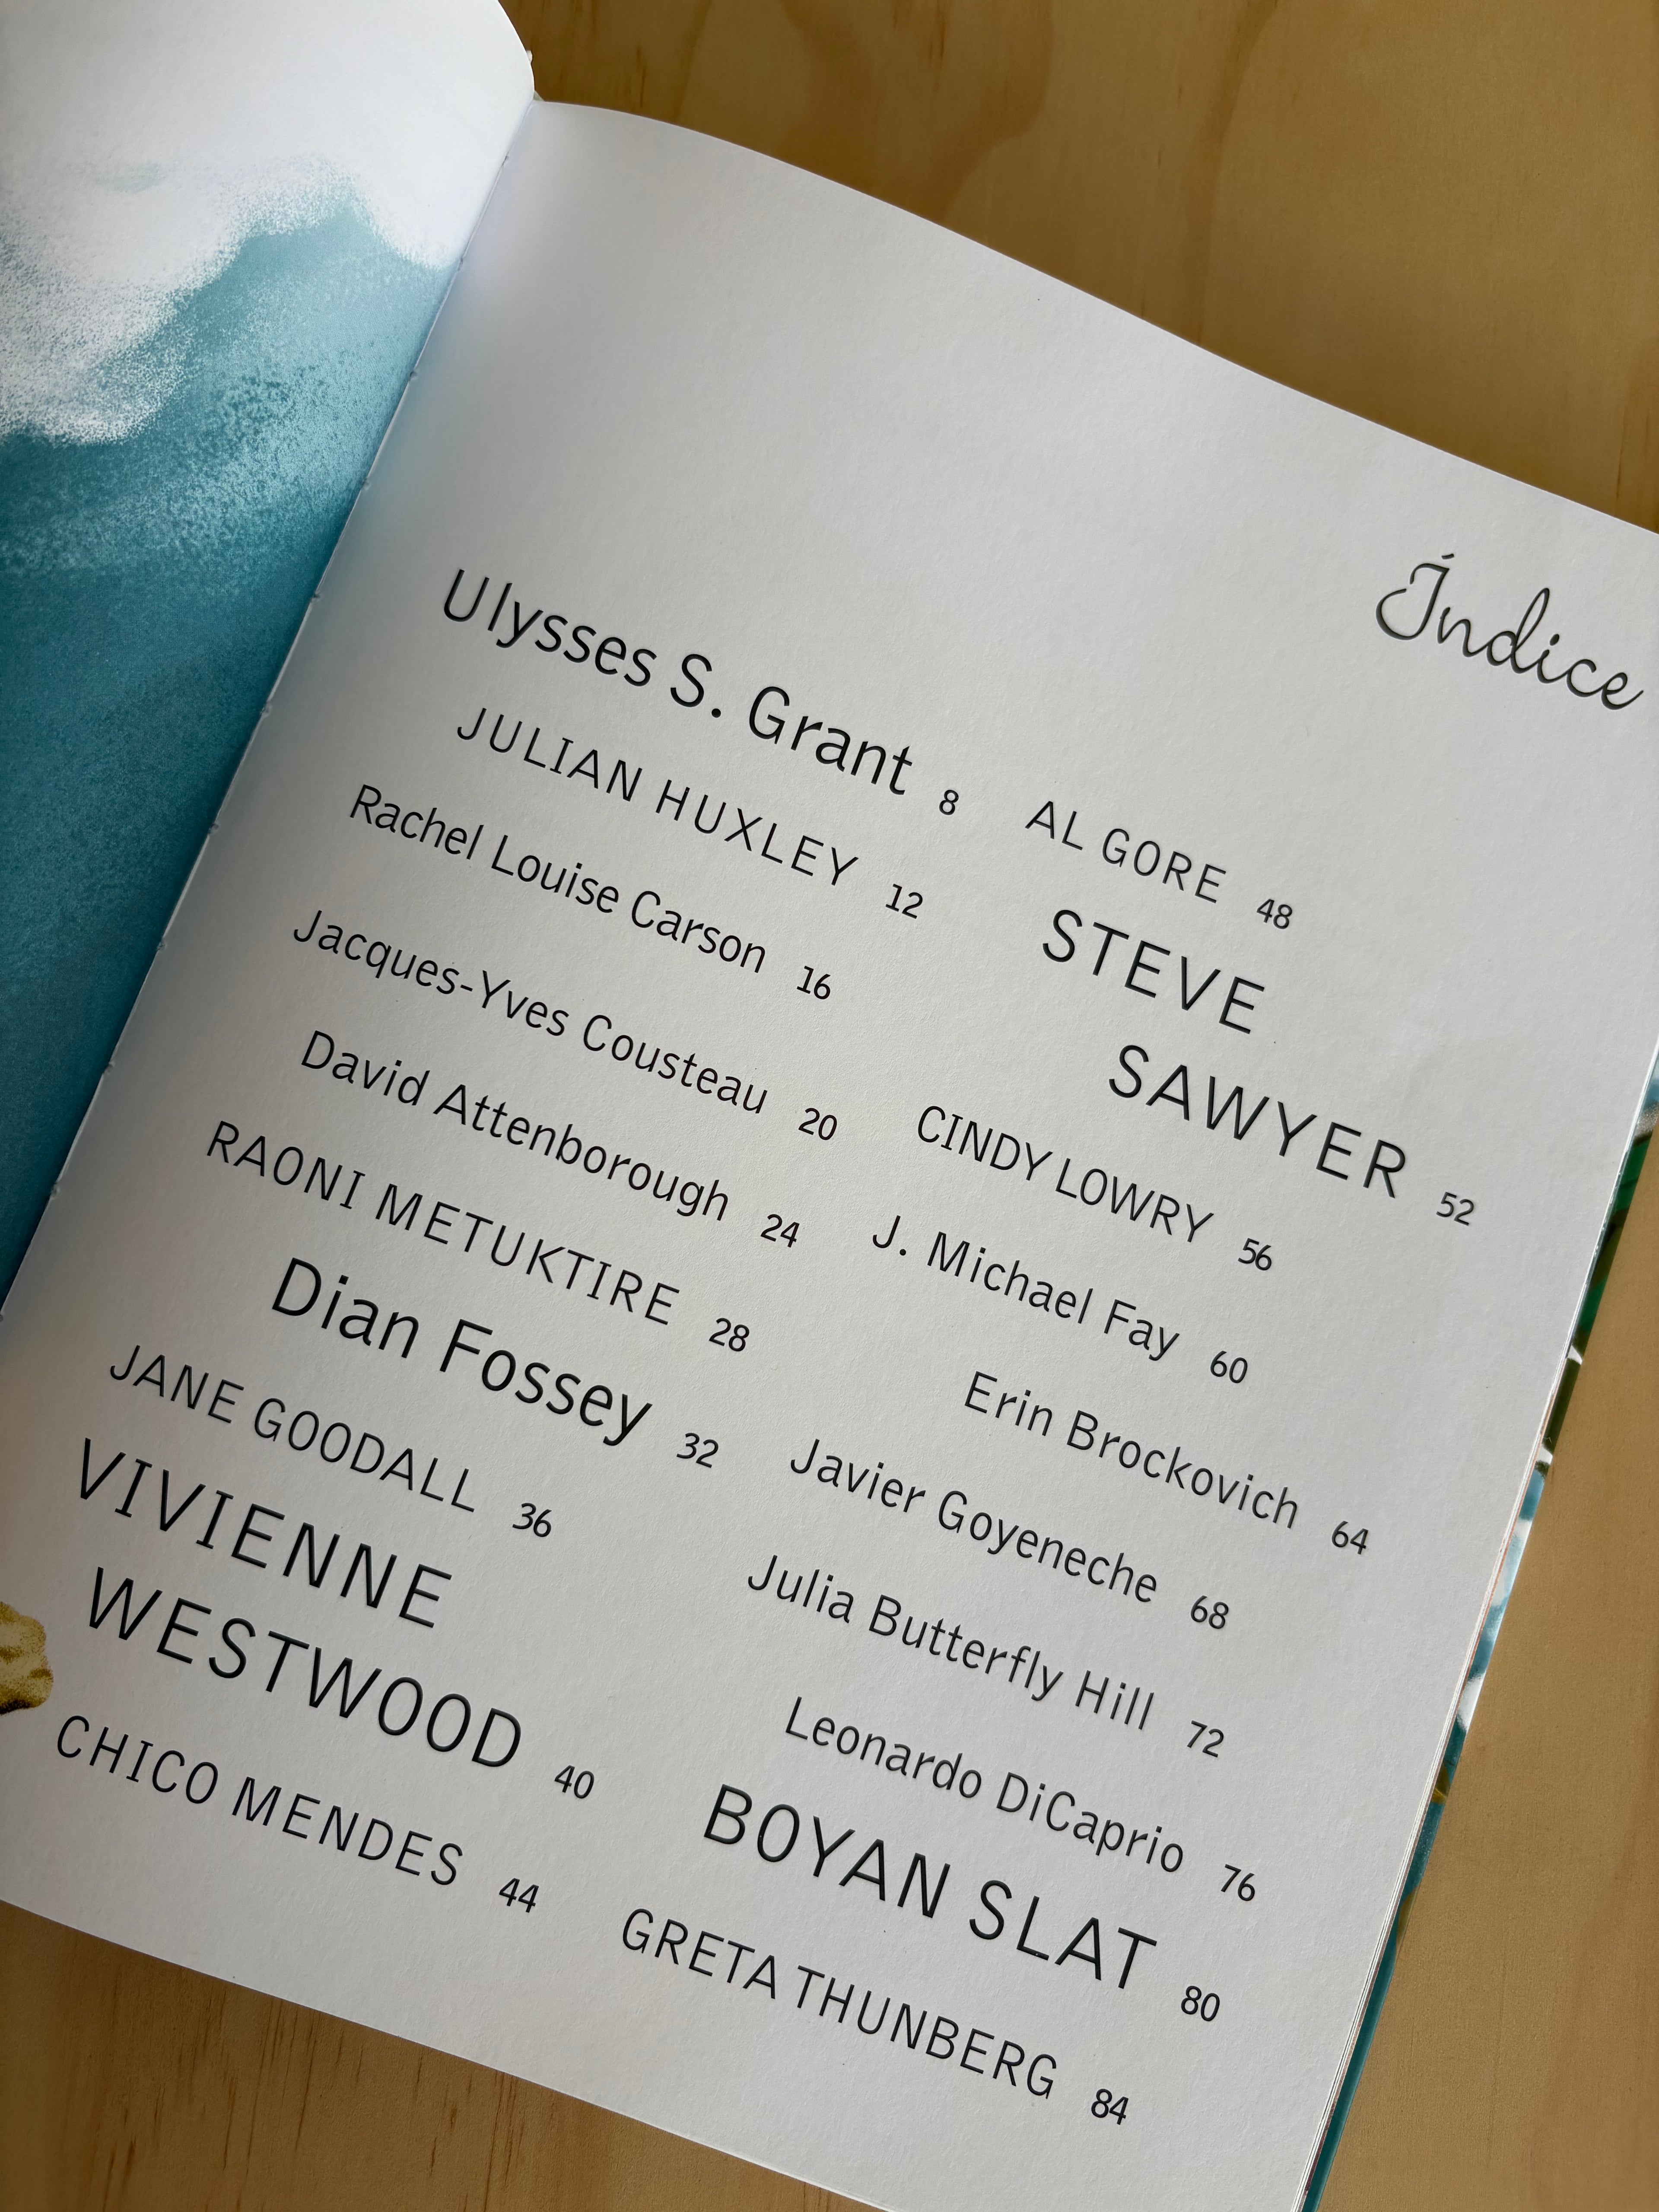 Índice
Ulysses S. Grant 8
JULIAN HUXLEY 12
Rachel Louise Carson 16
Jacques-Yves Cousteau 20
David Attenborough 24
RAONI METUKTIRE 28
Dian Fossey 32
JANE GOODALL 36
VIVIENNE
WESTWOOD 40
CHICO MENDES 44
AL GORE 48
STEVE
SAWYER 52
CINDY LOWRY 56
J. Michael Fay 60
Erin Brockovich 64
Javier Goyeneche 68
Julia Butterfly Hill 72
Leonardo DiCaprio 76
BOYAN SLAT 80
GRETA THUNBERG 84